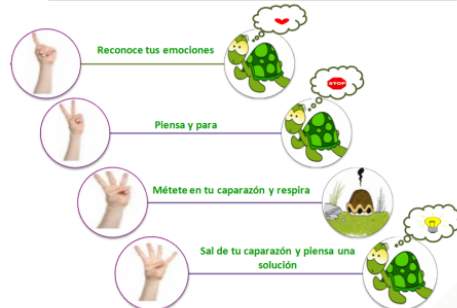 Reconoce tus emociones
STOP
Piensa y para
Métete en tu caparazón y respira
Sal de tu caparazón y piensa una
solución